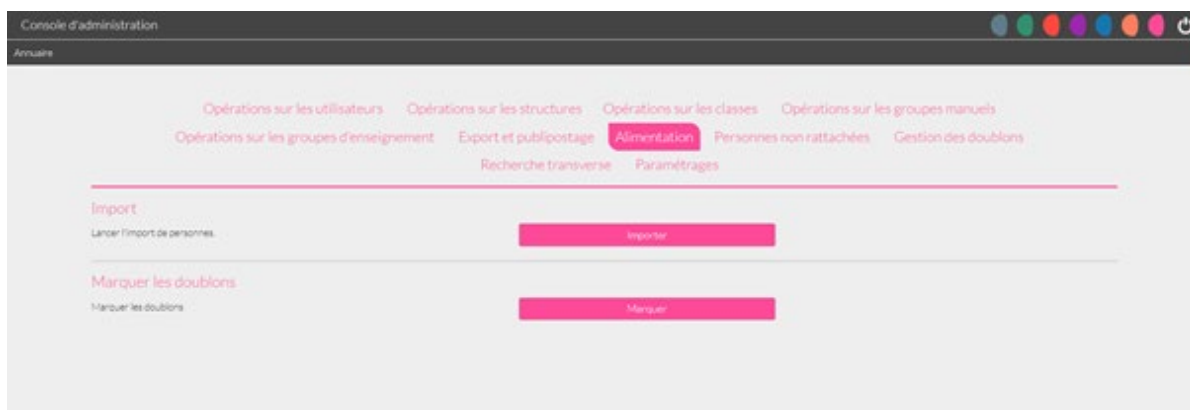 Console d'administration
Annuaire
Opérations sur les utilisateurs Opérations sur les structures Opérations sur les classes Opérations sur les groupes manuels
Opérations sur les groupes d'enseignement Export et publipostage Alimentation Personnes non rattachées Gestion des doublons
Recherche transverse Paramétrages
Import
Lancer l'import de personnes. Importer
Marquer les doublons
Marquer les doublons Marquer